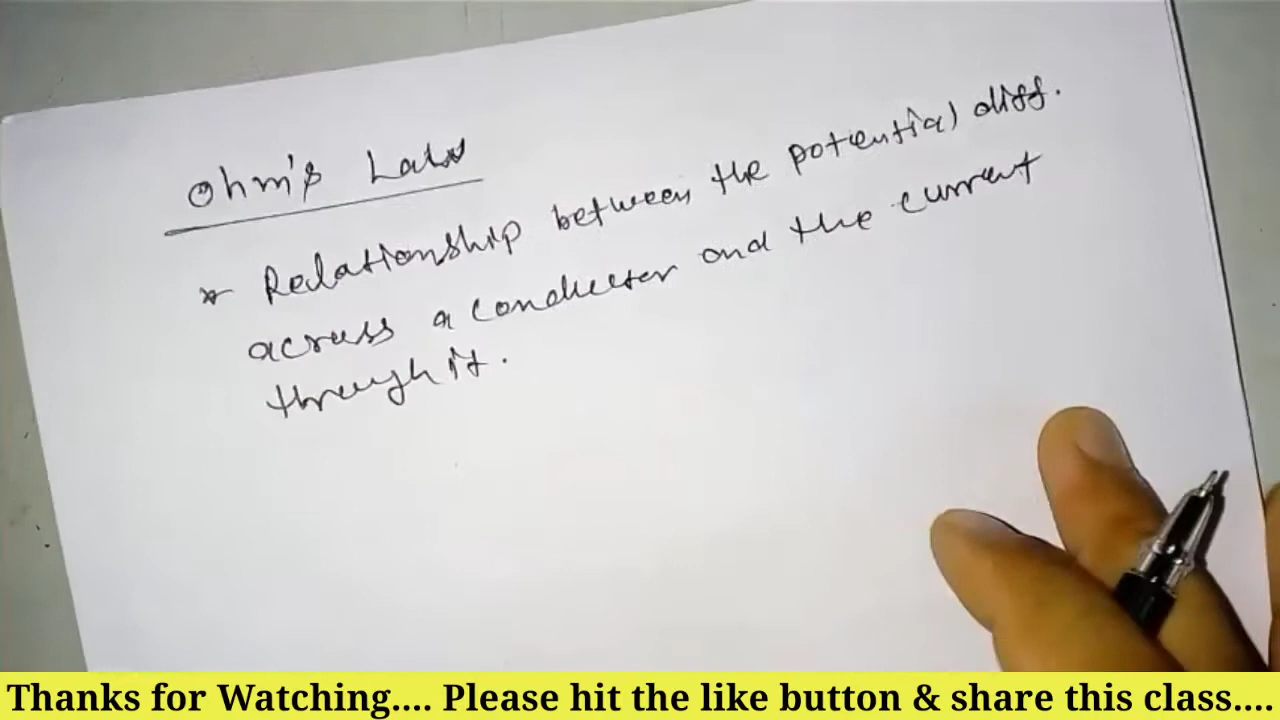 Ohm's Law
* Relationship between the potential diff.
across a conductor and the current
through it.
Thanks for Watching.... Please hit the like button & share this class....